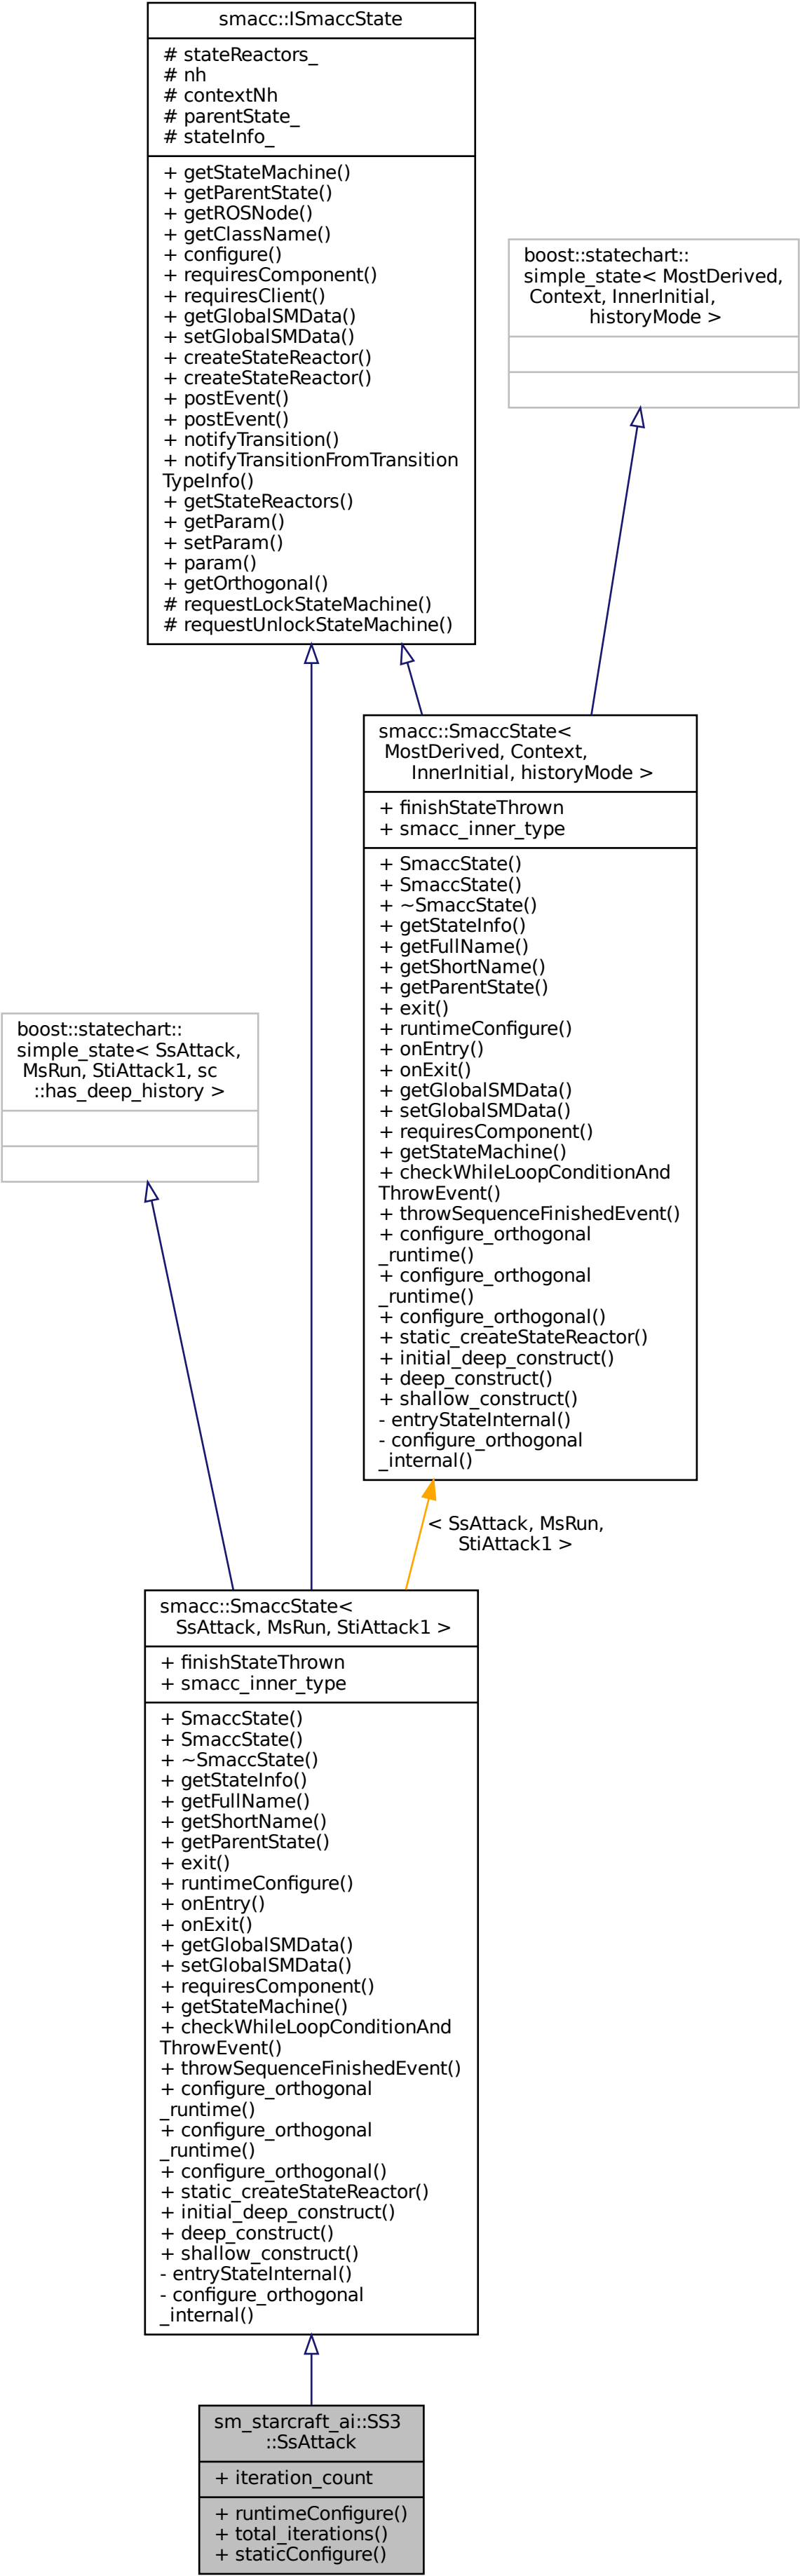 smacc::ISmaccState
# stateReactors_
# nh
# contextNh
# parentState_
# stateInfo_
+ getStateMachine()
+ getParentState()
+ getROSNode()
+ getClassName()
+ configure()
+ requiresComponent()
+ requiresClient()
+ getGlobalSMData()
+ setGlobalSMData()
+ createStateReactor()
+ createStateReactor()
+ postEvent()
+ postEvent()
+ notifyTransition()
+ notifyTransitionFromTransition
TypeInfo()
+ getStateReactors()
+ getParam()
+ setParam()
+ param()
+ getOrthogonal()
# requestLockStateMachine()
# requestUnlockStateMachine()
boost::statechart::
simple_state< MostDerived,
Context, InnerInitial,
historyMode >
smacc::SmaccState<
MostDerived, Context,
InnerInitial, historyMode >
+ finishStateThrown
+ smacc_inner_type
+ SmaccState()
+ SmaccState()
+ ~SmaccState()
+ getStateInfo()
+ getFullName()
+ getShortName()
+ getParentState()
+ exit()
+ runtimeConfigure()
+ onEntry()
+ onExit()
+ getGlobalSMData()
+ setGlobalSMData()
+ requiresComponent()
+ getStateMachine()
+ checkWhileLoopConditionAnd
ThrowEvent()
+ throwSequenceFinishedEvent()
+ configure_orthogonal
_runtime()
+ configure_orthogonal
_runtime()
+ configure_orthogonal()
+ static_createStateReactor()
+ initial_deep_construct()
+ deep_construct()
+ shallow_construct()
- entryStateInternal()
- configure_orthogonal
_internal()
boost::statechart::
simple_state< SsAttack,
MsRun, StiAttack1, sc
::has_deep_history >
< SsAttack, MsRun,
StiAttack1 >
smacc::SmaccState<
SsAttack, MsRun, StiAttack1 >
+ finishStateThrown
+ smacc_inner_type
+ SmaccState()
+ SmaccState()
+ ~SmaccState()
+ getStateInfo()
+ getFullName()
+ getShortName()
+ getParentState()
+ exit()
+ runtimeConfigure()
+ onEntry()
+ onExit()
+ getGlobalSMData()
+ setGlobalSMData()
+ requiresComponent()
+ getStateMachine()
+ checkWhileLoopConditionAnd
ThrowEvent()
+ throwSequenceFinishedEvent()
+ configure_orthogonal
_runtime()
+ configure_orthogonal
_runtime()
+ configure_orthogonal()
+ static_createStateReactor()
+ initial_deep_construct()
+ deep_construct()
+ shallow_construct()
- entryStateInternal()
- configure_orthogonal
_internal()
sm_starcraft_ai::SS3
::SsAttack
+ iteration_count
+ runtimeConfigure()
+ total_iterations()
+ staticConfigure()